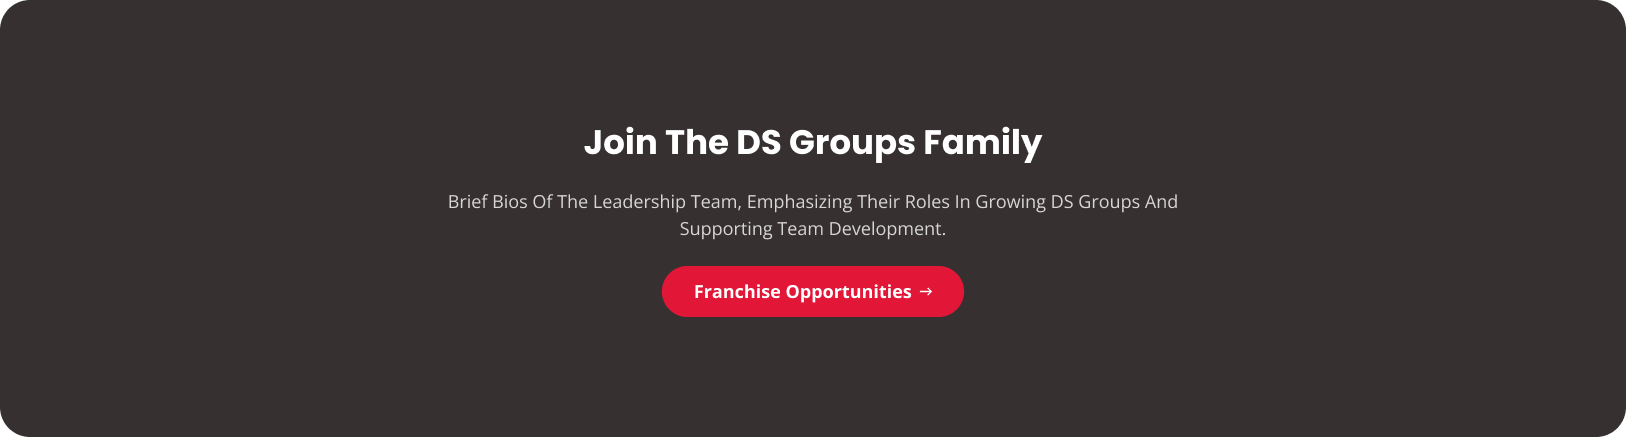 Join The DS Groups Family
Brief Bios Of The Leadership Team, Emphasizing Their Roles In Growing DS Groups And
Supporting Team Development.
Franchise Opportunities →